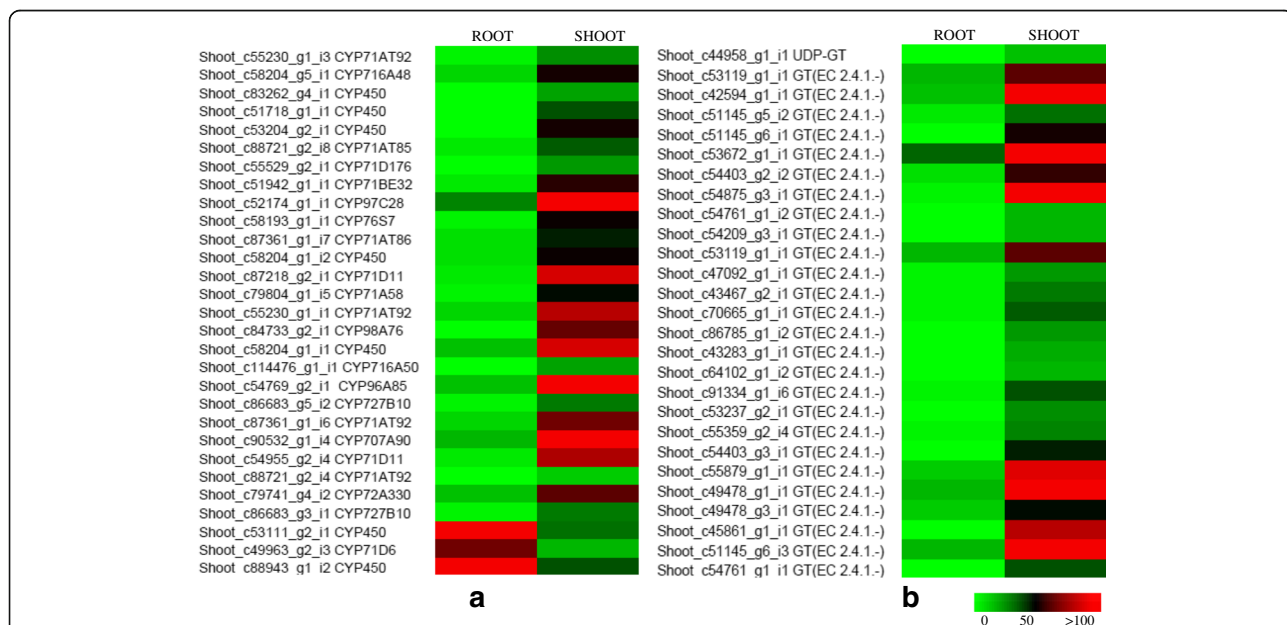 ROOT SHOOT
Shoot_c55230_g1_i3 CYP71AT92
Shoot_c58204_g5_i1 CYP716A48
Shoot_c83262_g4_i1 CYP450
Shoot_c51718_g1_i1 CYP450
Shoot_c53204_g2_i1 CYP450
Shoot_c88721_g2_i8 CYP71AT85
Shoot_c55529_g2_i1 CYP71D176
Shoot_c51942_g1_i1 CYP71BE32
Shoot_c52174_g1_i1 CYP97C28
Shoot_c58193_g1_i1 CYP76S7
Shoot_c87361_g1_i7 CYP71AT86
Shoot_c58204_g1_i2 CYP450
Shoot_c87218_g2_i1 CYP71D11
Shoot_c79804_g1_i5 CYP71A58
Shoot_c55230_g1_i1 CYP71AT92
Shoot_c84733_g2_i1 CYP98A76
Shoot_c58204_g1_i1 CYP450
Shoot_c114476_g1_i1 CYP716A50
Shoot_c54769_g2_i1 CYP96A85
Shoot_c86683_g5_i2 CYP727B10
Shoot_c87361_g1_i6 CYP71AT92
Shoot_c90532_g1_i4 CYP707A90
Shoot_c54955_g2_i4 CYP71D11
Shoot_c88721_g2_i4 CYP71AT92
Shoot_c79741_g4_i2 CYP72A330
Shoot_c86683_g3_i1 CYP727B10
Shoot_c53111_g2_i1 CYP450
Shoot_c49963_g2_i3 CYP71D6
Shoot_c88943_g1_i2 CYP450
a
ROOT SHOOT
Shoot_c44958_g1_i1 UDP-GT
Shoot_c53119_g1_i1 GT(EC 2.4.1.-)
Shoot_c42594_g1_i1 GT(EC 2.4.1.-)
Shoot_c51145_g5_i2 GT(EC 2.4.1.-)
Shoot_c51145_g6_i1 GT(EC 2.4.1.-)
Shoot_c53672_g1_i1 GT(EC 2.4.1.-)
Shoot_c54403_g2_i2 GT(EC 2.4.1.-)
Shoot_c54875_g3_i1 GT(EC 2.4.1.-)
Shoot_c54761_g1_i2 GT(EC 2.4.1.-)
Shoot_c54209_g3_i1 GT(EC 2.4.1.-)
Shoot_c53119_g1_i1 GT(EC 2.4.1.-)
Shoot_c47092_g1_i1 GT(EC 2.4.1.-)
Shoot_c43467_g2_i1 GT(EC 2.4.1.-)
Shoot_c70665_g1_i1 GT(EC 2.4.1.-)
Shoot_c86785_g1_i2 GT(EC 2.4.1.-)
Shoot_c43283_g1_i1 GT(EC 2.4.1.-)
Shoot_c64102_g1_i2 GT(EC 2.4.1.-)
Shoot_c91334_g1_i6 GT(EC 2.4.1.-)
Shoot_c53237_g2_i1 GT(EC 2.4.1.-)
Shoot_c55359_g2_i4 GT(EC 2.4.1.-)
Shoot_c54403_g3_i1 GT(EC 2.4.1.-)
Shoot_c55879_g1_i1 GT(EC 2.4.1.-)
Shoot_c49478_g1_i1 GT(EC 2.4.1.-)
Shoot_c49478_g3_i1 GT(EC 2.4.1.-)
Shoot_c45861_g1_i1 GT(EC 2.4.1.-)
Shoot_c51145_g6_i3 GT(EC 2.4.1.-)
Shoot_c54761_g1_i1 GT(EC 2.4.1.-)
b
0 50 >100